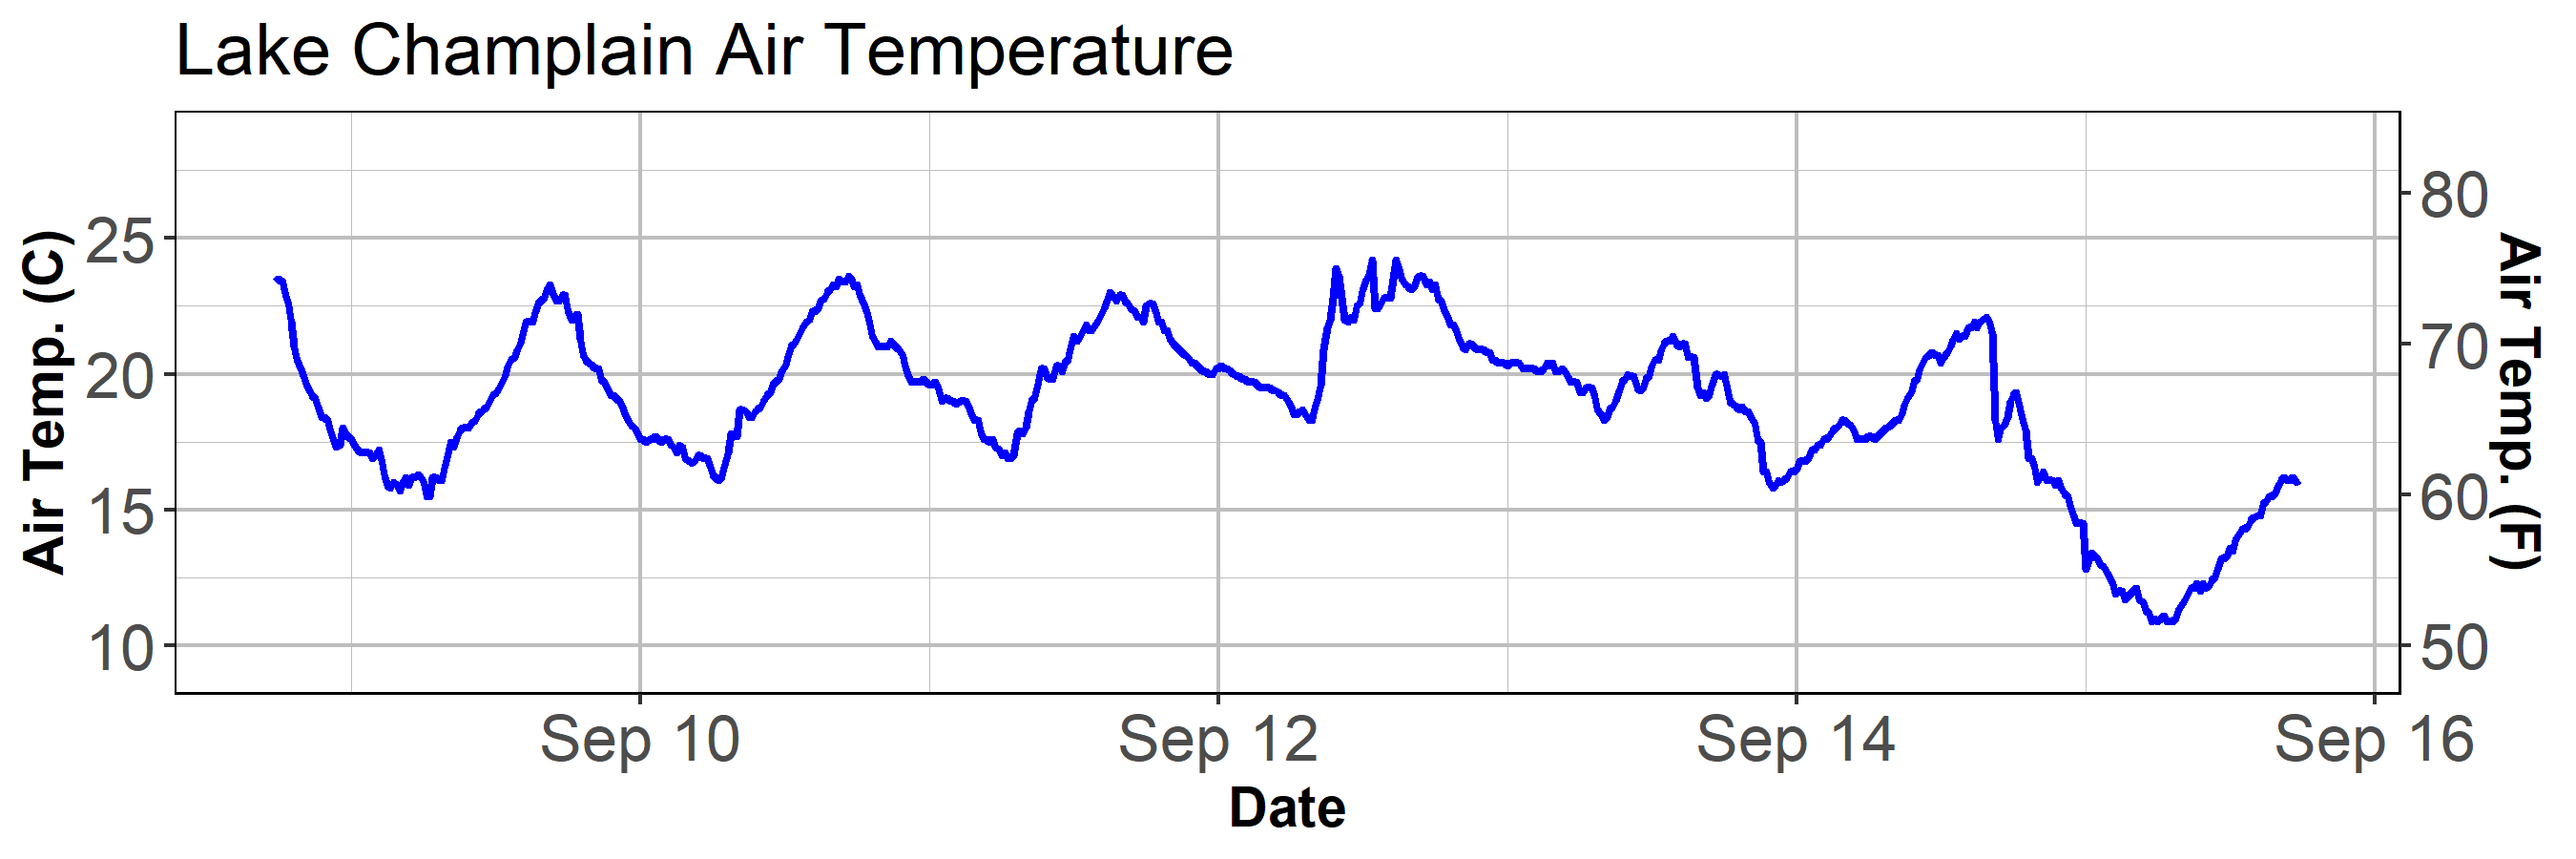 Lake Champlain Air Temperature
Air Temp. (C)
25
20
15
10
80
70
60
50
Air Temp. (F)
Sep 10
Sep 12
Sep 14
Sep 16
Date